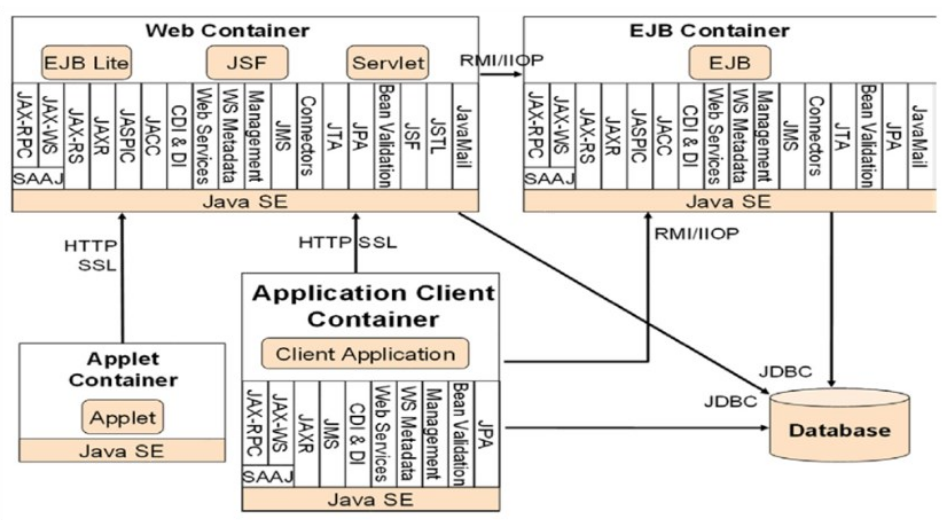 Web Container
EJB Lite
JSF
Servlet
JAX-RPC
JAX-WS
SAAJ
JAX-RS
JAXR
JASPIC
JACC
CDI & DI
Web Services
WS Metadata
Management
JMS
Connectors
JTA
JPA
Bean Validation
JSF
JSTL
JavaMail
Java SE
RMI/IIOP
EJB Container
EJB
JAX-RPC
JAX-WS
SAAJ
JAX-RS
JAXR
JASPIC
JACC
CDI & DI
Web Services
WS Metadata
Management
JMS
Connectors
JTA
Bean Validation
JPA
JavaMail
Java SE
HTTP
SSL
HTTP SSL
RMI/IIOP
Applet
Container
Applet
Java SE
Application Client
Container
Client Application
JAX-RPC
JAX-WS
SAAJ
JAXR
JMS
CDI & DI
Web Services
WS Metadata
Management
Bean Validation
JPA
Java SE
JDBC
JDBC
Database